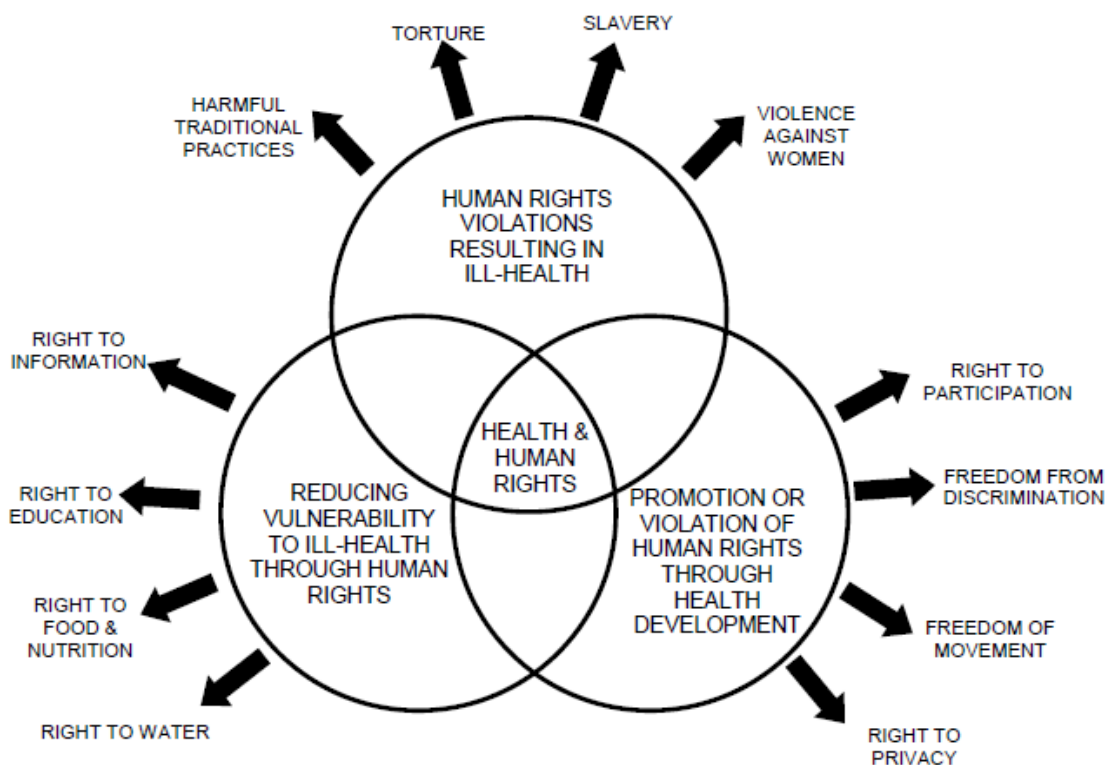 TORTURE
SLAVERY
HARMFUL
TRADITIONAL
PRACTICES
VIOLENCE
AGAINST
WOMEN
HUMAN RIGHTS
VIOLATIONS
RESULTING IN
ILL-HEALTH
RIGHT TO
INFORMATION
RIGHT TO
EDUCATION
RIGHT TO
FOOD &
NUTRITION
RIGHT TO WATER
REDUCING
VULNERABILITY
TO ILL-HEALTH
THROUGH HUMAN
RIGHTS
HEALTH &
HUMAN
RIGHTS
PROMOTION OR
VIOLATION OF
HUMAN RIGHTS
THROUGH
HEALTH
DEVELOPMENT
RIGHT TO
PARTICIPATION
FREEDOM FROM
DISCRIMINATION
FREEDOM OF
MOVEMENT
RIGHT TO
PRIVACY